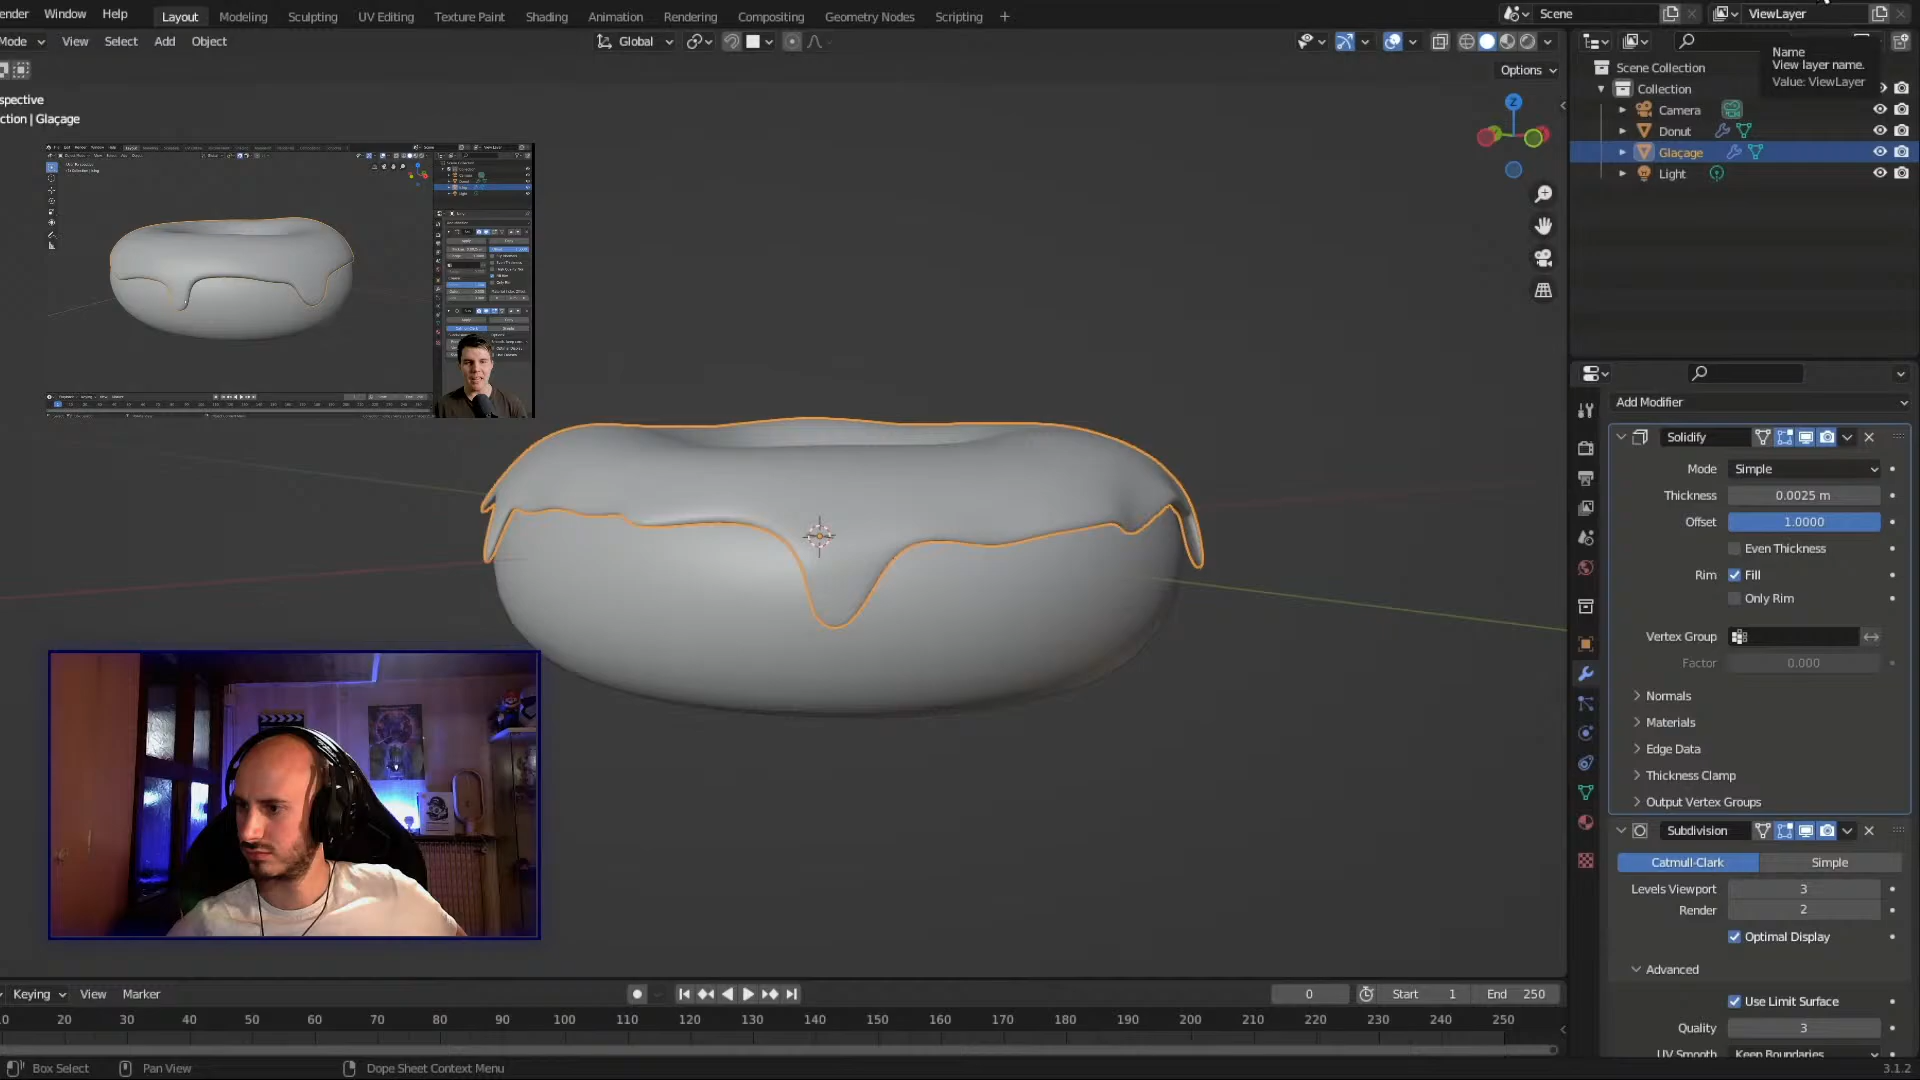 ender Window Help Layout Modeling Sculpting UV Editing Texture Paint Shading Animation Rendering Compositing Geometry Nodes Scripting + Scene ViewLayer
Mode View Select Add Object Global
Options
spective
ction | Glaçage
Name
View layer name.
Value: ViewLayer
Scene Collection
Collection
Camera
Donut
Glaçage
Light
Z
Add Modifier
Solidify
Mode Simple
Thickness 0.0025 m
Offset 1.0000
Even Thickness
Rim Fill
Only Rim
Vertex Group
Factor 0.000
Normals
Materials
Edge Data
Thickness Clamp
Output Vertex Groups
Subdivision
Catmull-Clark Simple
Levels Viewport 3
Render 2
Optimal Display
Advanced
Use Limit Surface
Quality 3
UV Smooth Keep Boundaries
Keying View Marker 0 Start 1 End 250
10 20 30 40 50 60 70 80 90 100 110 120 130 140 150 160 170 180 190 200 210 220 230 240 250
Box Select Pan View Dope Sheet Context Menu 3.1.2